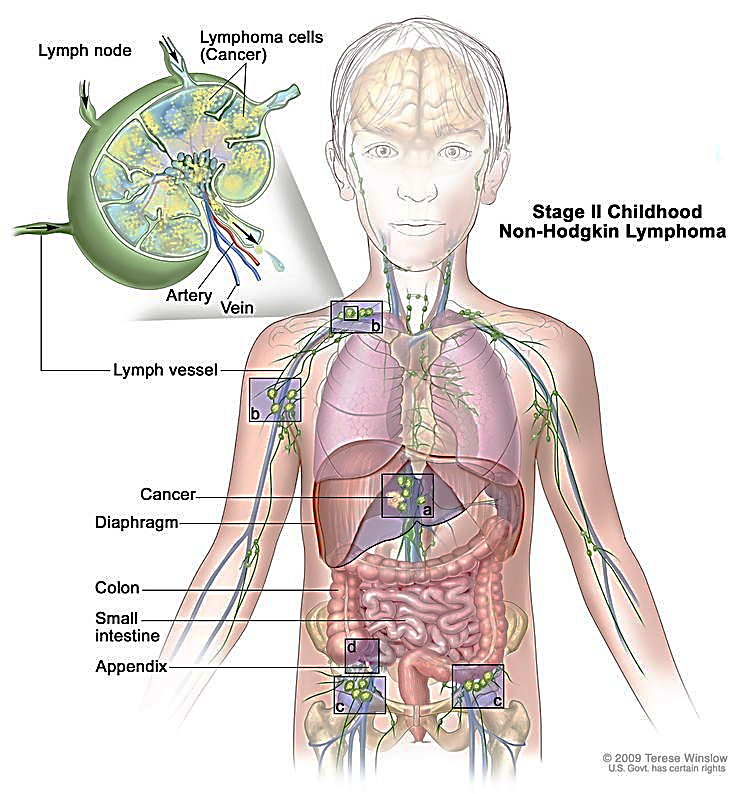 Lymph node
Lymphoma cells
(Cancer)
Stage II Childhood
Non-Hodgkin Lymphoma
Artery
Vein
b
Lymph vessel
b
Cancer
a
Diaphragm
Colon
Small
intestine
d
Appendix
c
c
© 2009 Terese Winslow
U.S. Govt. has certain rights